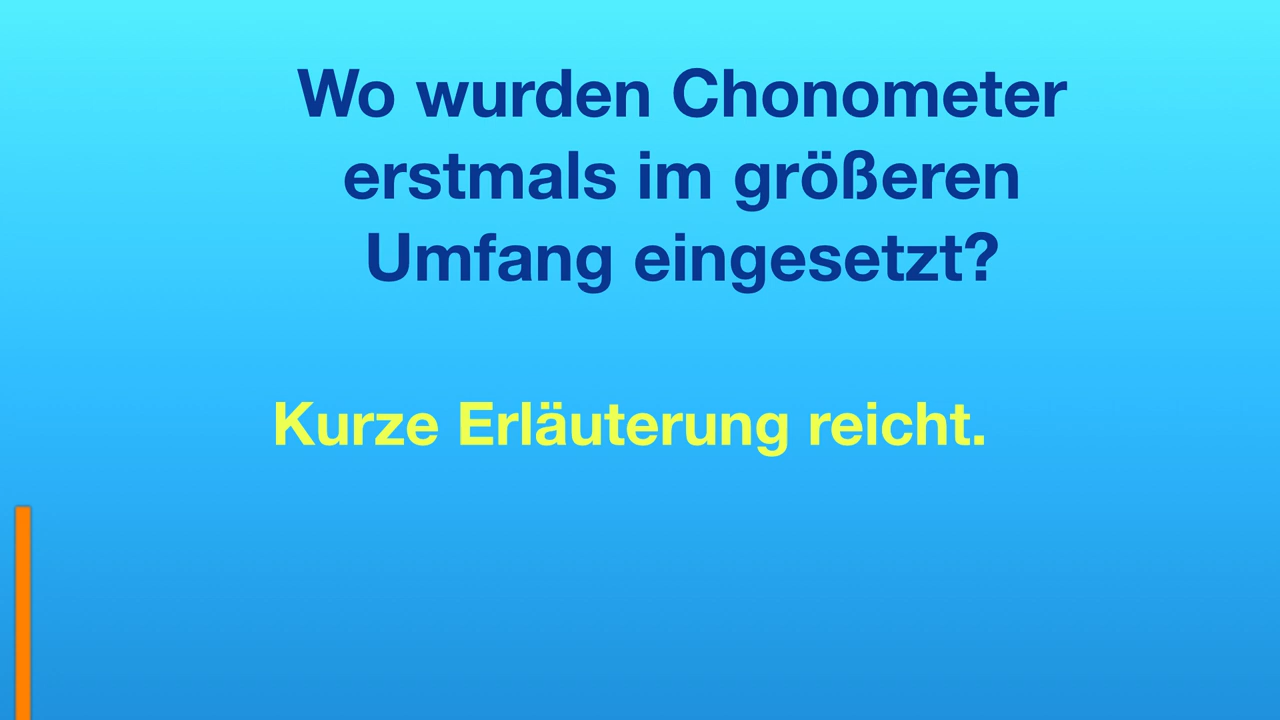 Wo wurden Chonometer
erstmals im größeren
Umfang eingesetzt?
Kurze Erläuterung reicht.